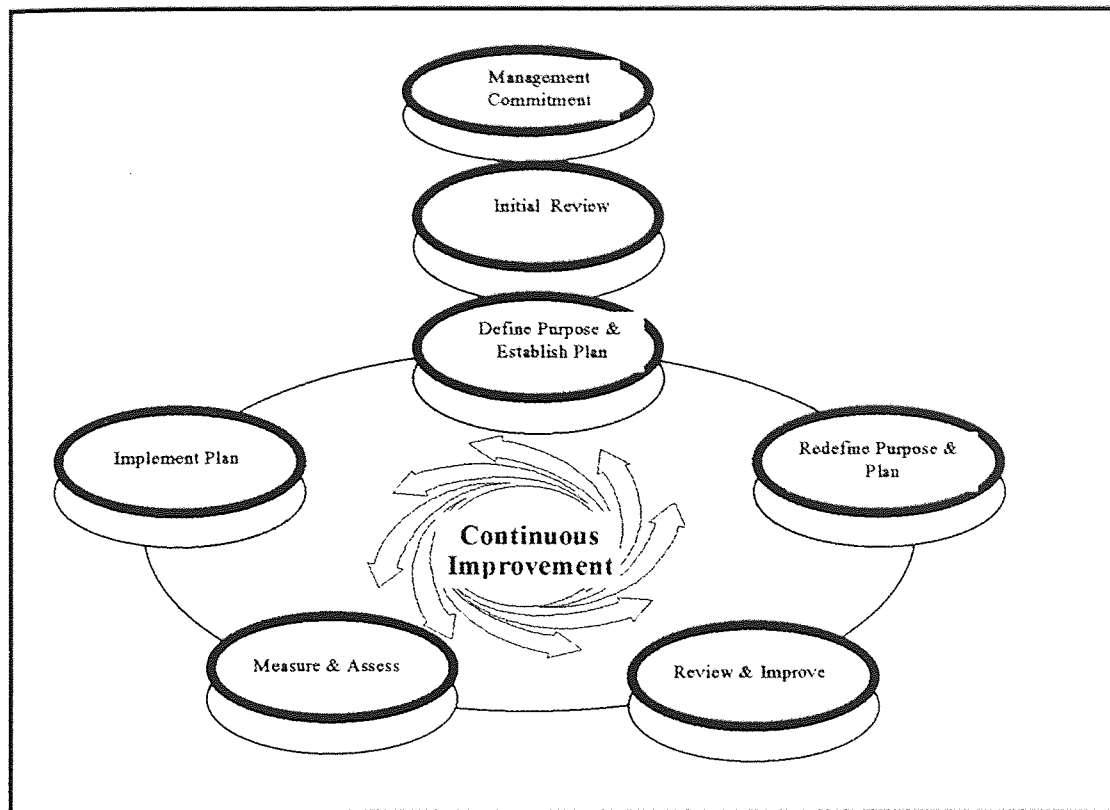 Management
Commitment
Initial Review
Define Purpose &
Establish Plan
Implement Plan
Redefine Purpose &
Plan
Continuous
Improvement
Measure & Assess
Review & Improve